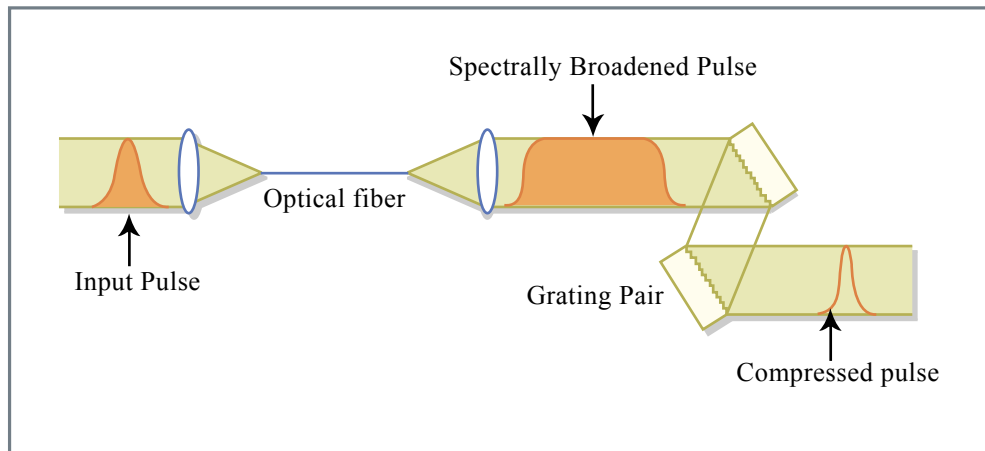 Spectrally Broadened Pulse
Optical fiber
Input Pulse
Grating Pair
Compressed pulse